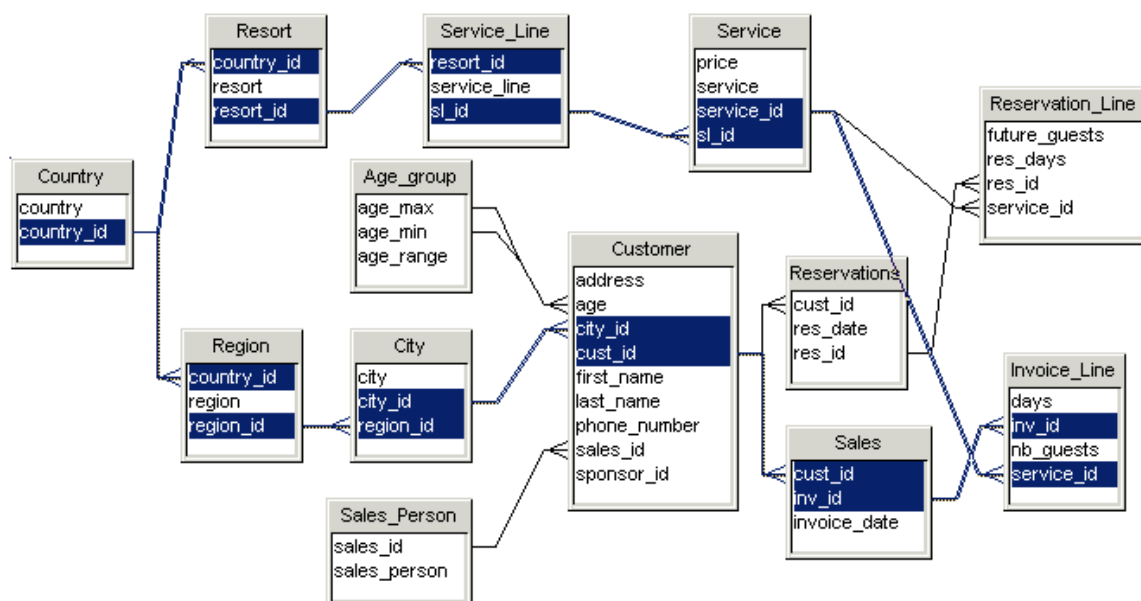 Resort
country_id
resort
resort_id
Service_Line
resort_id
service_line
sl_id
Service
price
service
service_id
sl_id
Reservation_Line
future_guests
res_days
res_id
service_id
Country
country
country_id
Age_group
age_max
age_min
age_range
Customer
address
age
city_id
cust_id
first_name
last_name
phone_number
sales_id
sponsor_id
Reservations
cust_id
res_date
res_id
Region
country_id
region
region_id
City
city
city_id
region_id
Invoice_Line
days
inv_id
nb_guests
service_id
Sales
cust_id
inv_id
invoice_date
Sales_Person
sales_id
sales_person